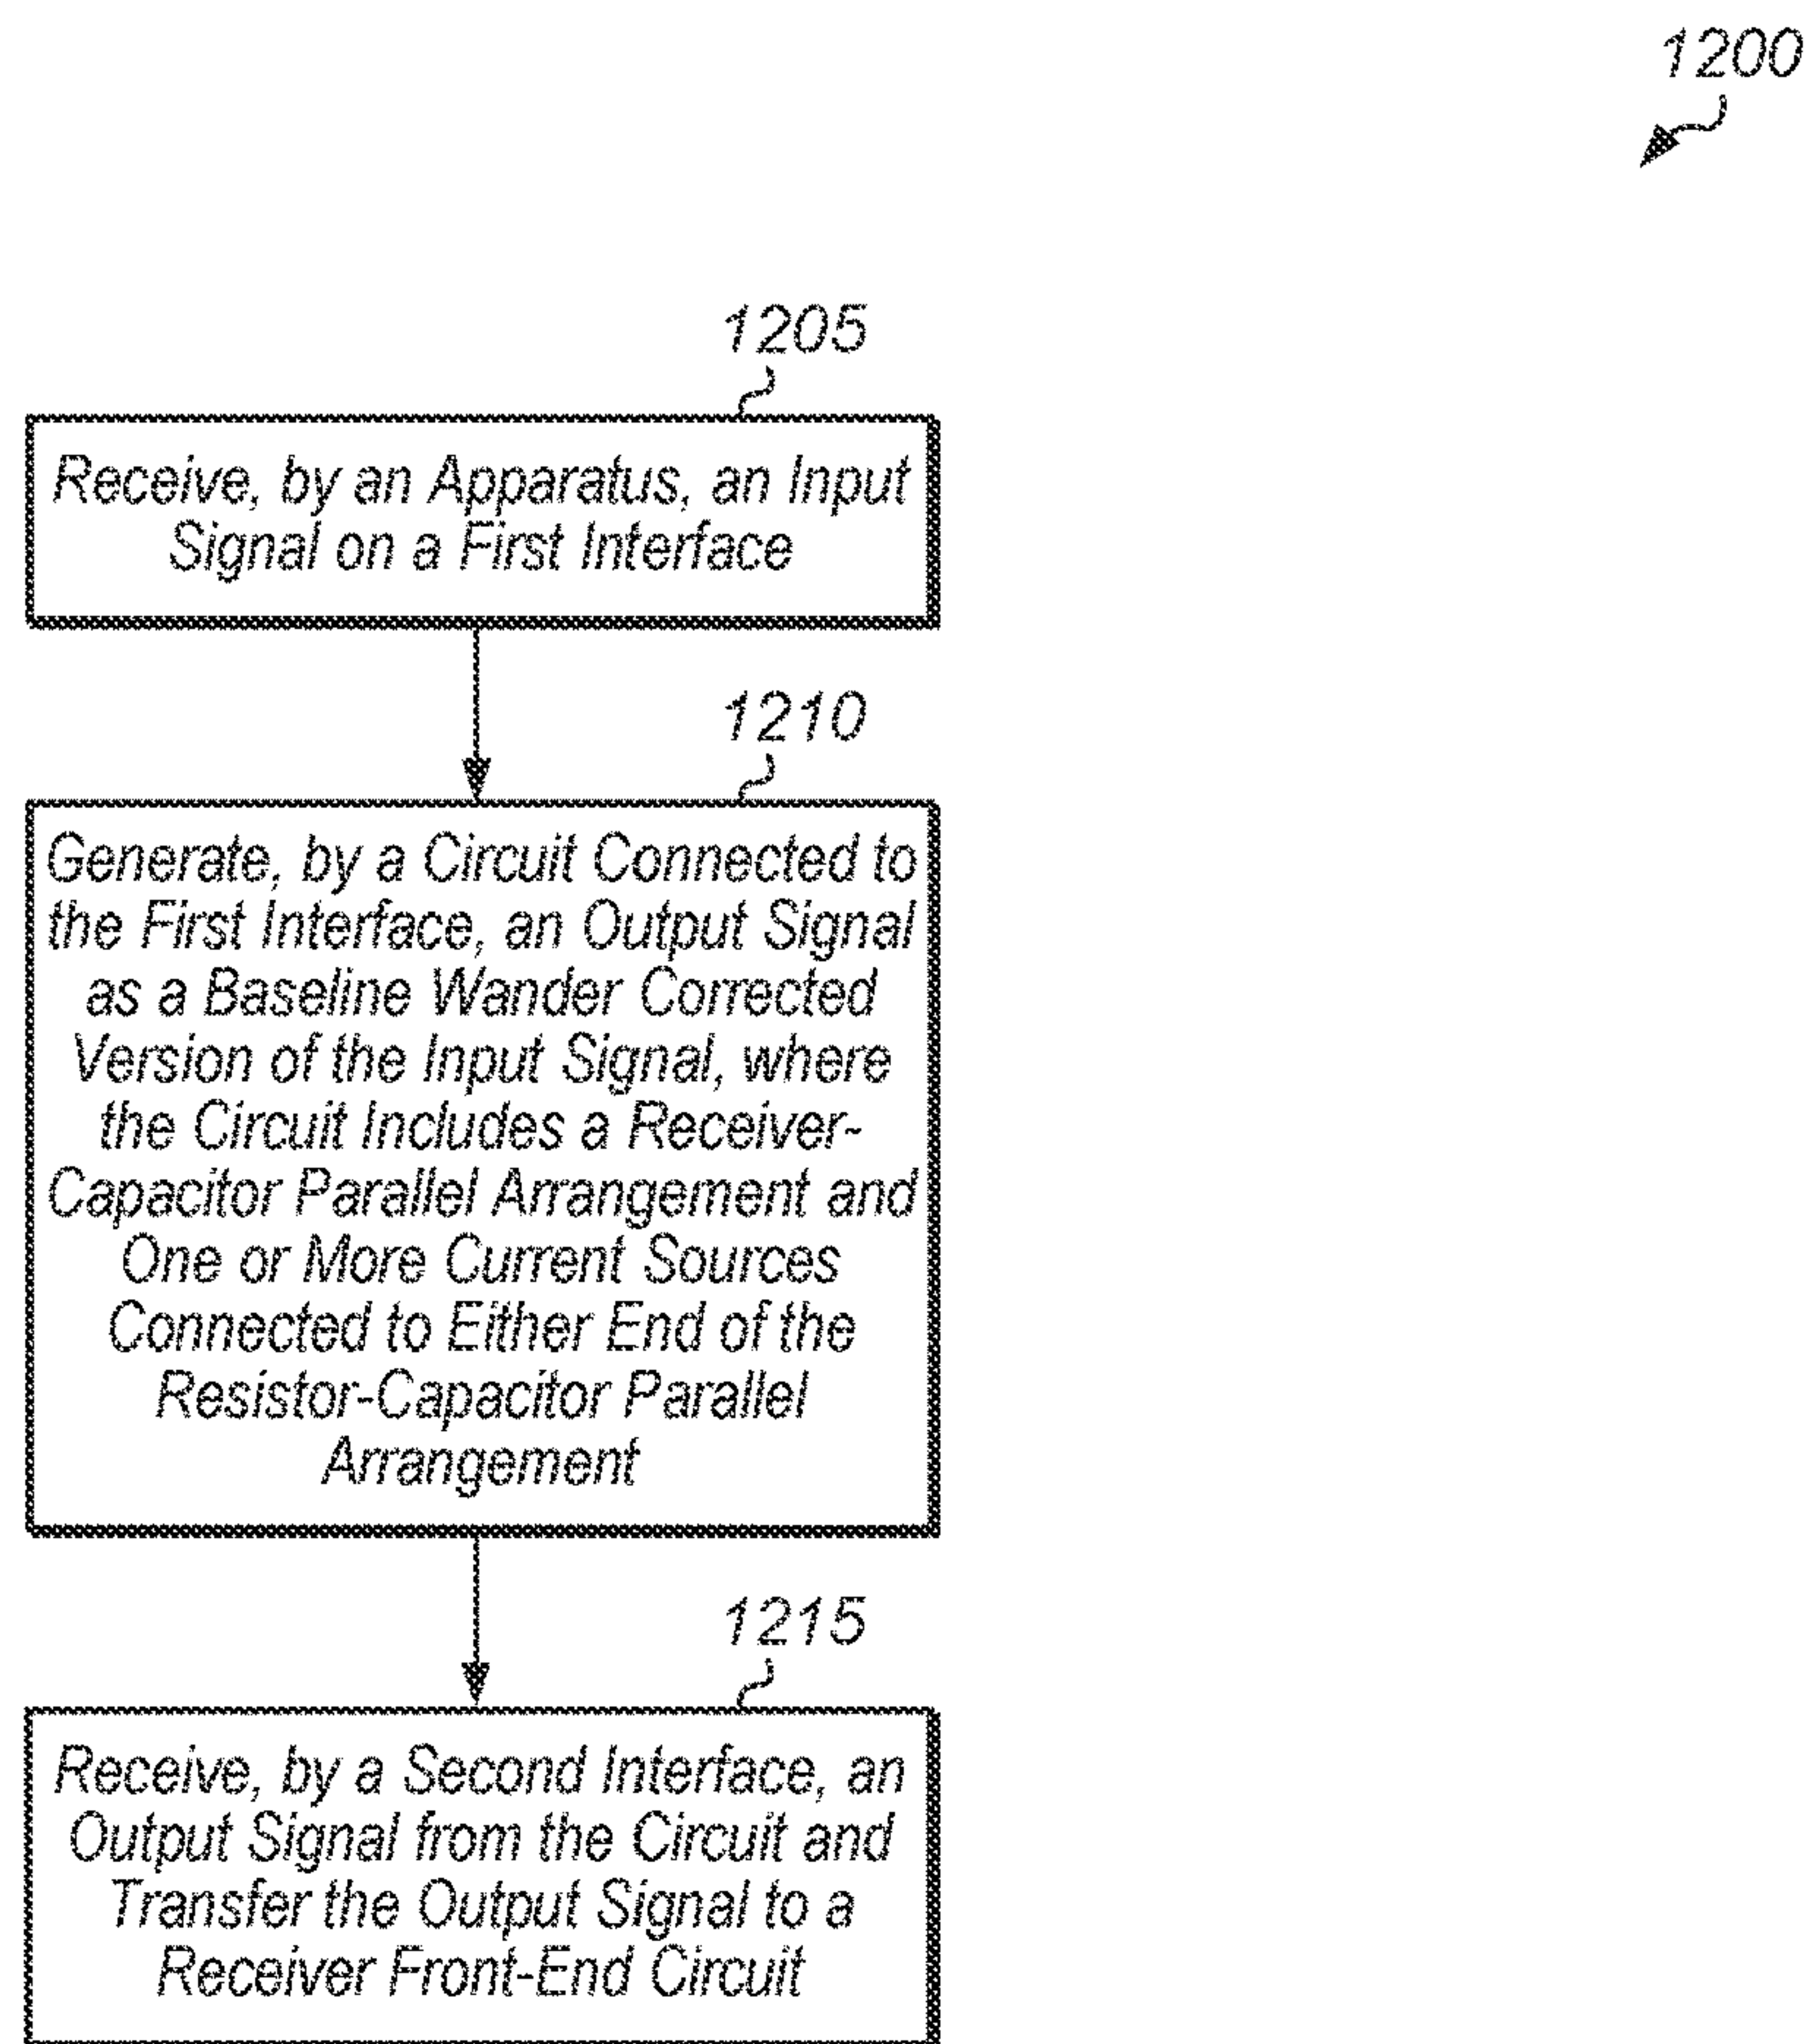 1200
1205
Receive, by an Apparatus, an Input
Signal on a First Interface
1210
Generate, by a Circuit Connected to
the First Interface, an Output Signal
as a Baseline Wander Corrected
Version of the Input Signal, where
the Circuit Includes a Receiver-
Capacitor Parallel Arrangement and
One or More Current Sources
Connected to Either End of the
Resistor-Capacitor Parallel
Arrangement
1215
Receive, by a Second Interface, an
Output Signal from the Circuit and
Transfer the Output Signal to a
Receiver Front-End Circuit